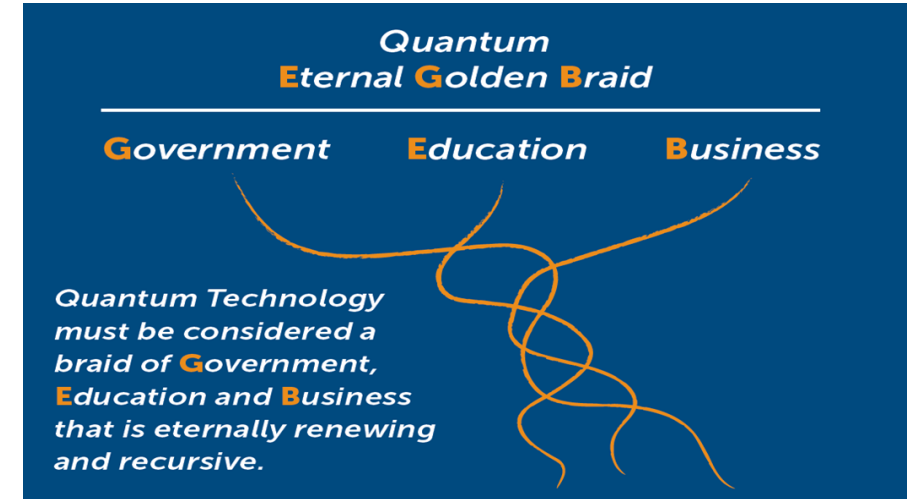 Quantum
Eternal Golden Braid
Government Education Business
Quantum Technology
must be considered a
braid of Government,
Education and Business
that is eternally renewing
and recursive.